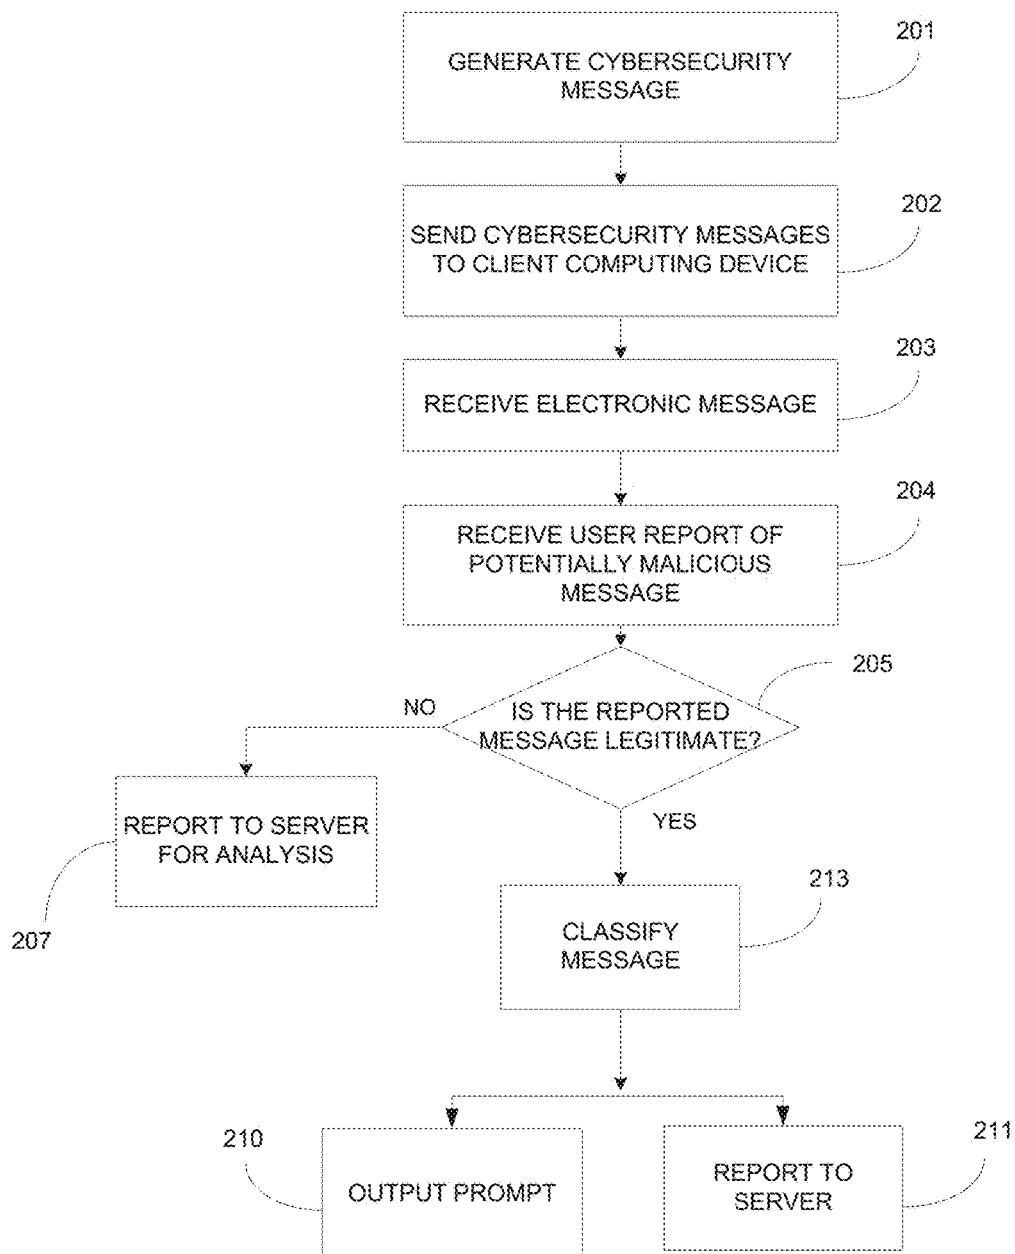 201
GENERATE CYBERSECURITY
MESSAGE
202
SEND CYBERSECURITY MESSAGES
TO CLIENT COMPUTING DEVICE
203
RECEIVE ELECTRONIC MESSAGE
204
RECEIVE USER REPORT OF
POTENTIALLY MALICIOUS
MESSAGE
205
NO
IS THE REPORTED
MESSAGE LEGITIMATE?
REPORT TO SERVER
FOR ANALYSIS
YES
207
213
CLASSIFY
MESSAGE
210
OUTPUT PROMPT
211
REPORT TO
SERVER